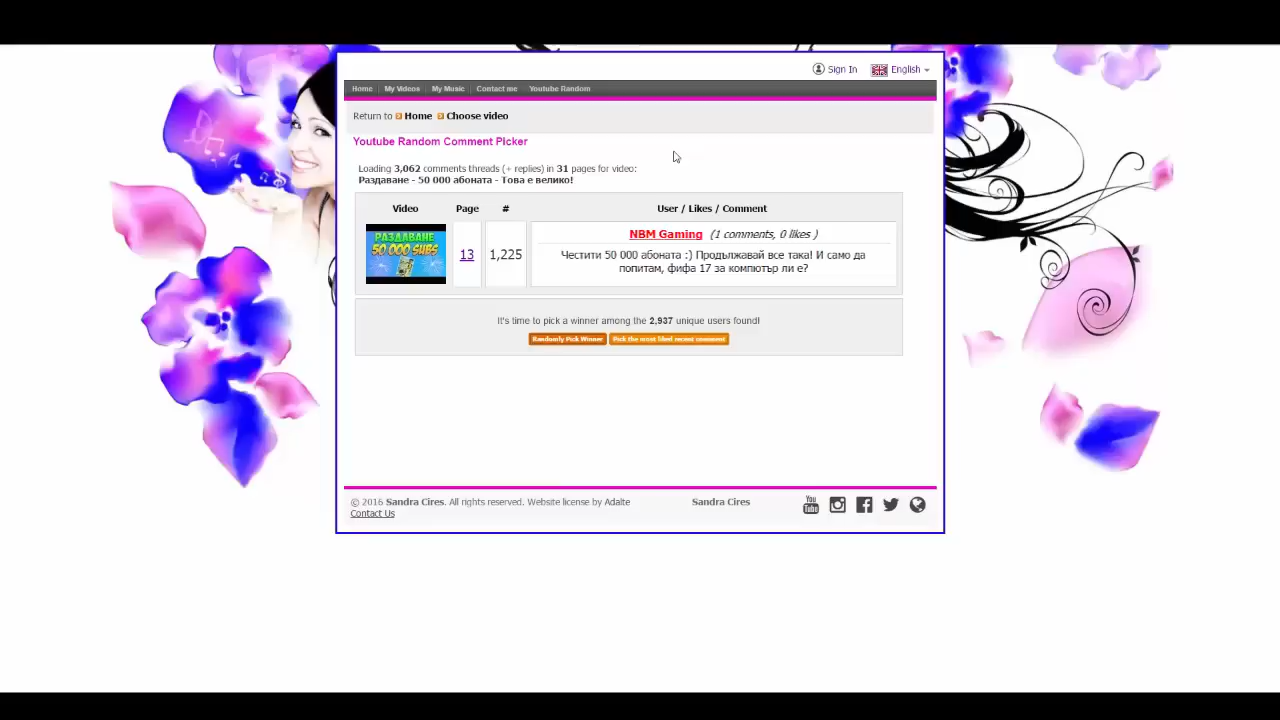 Sign In English
Home My Videos My Music Contact me Youtube Random
Return to Home Choose video
Youtube Random Comment Picker
Loading 3,062 comments threads (+ replies) in 31 pages for video:
Раздаване - 50 000 абоната - Това е велико!
Video Page # User / Likes / Comment
РАЗДАВАНЕ
50 000 SUBS
13 1,225
NBM Gaming (1 comments, 0 likes )
Честити 50 000 абоната :) Продължавай все така! И само да
попитам, фифа 17 за компютър ли е?
It's time to pick a winner among the 2,937 unique users found!
Randomly Pick Winner Pick the most liked recent comment
© 2016 Sandra Cires. All rights reserved. Website license by Adalte Sandra Cires
You Tube
Contact Us